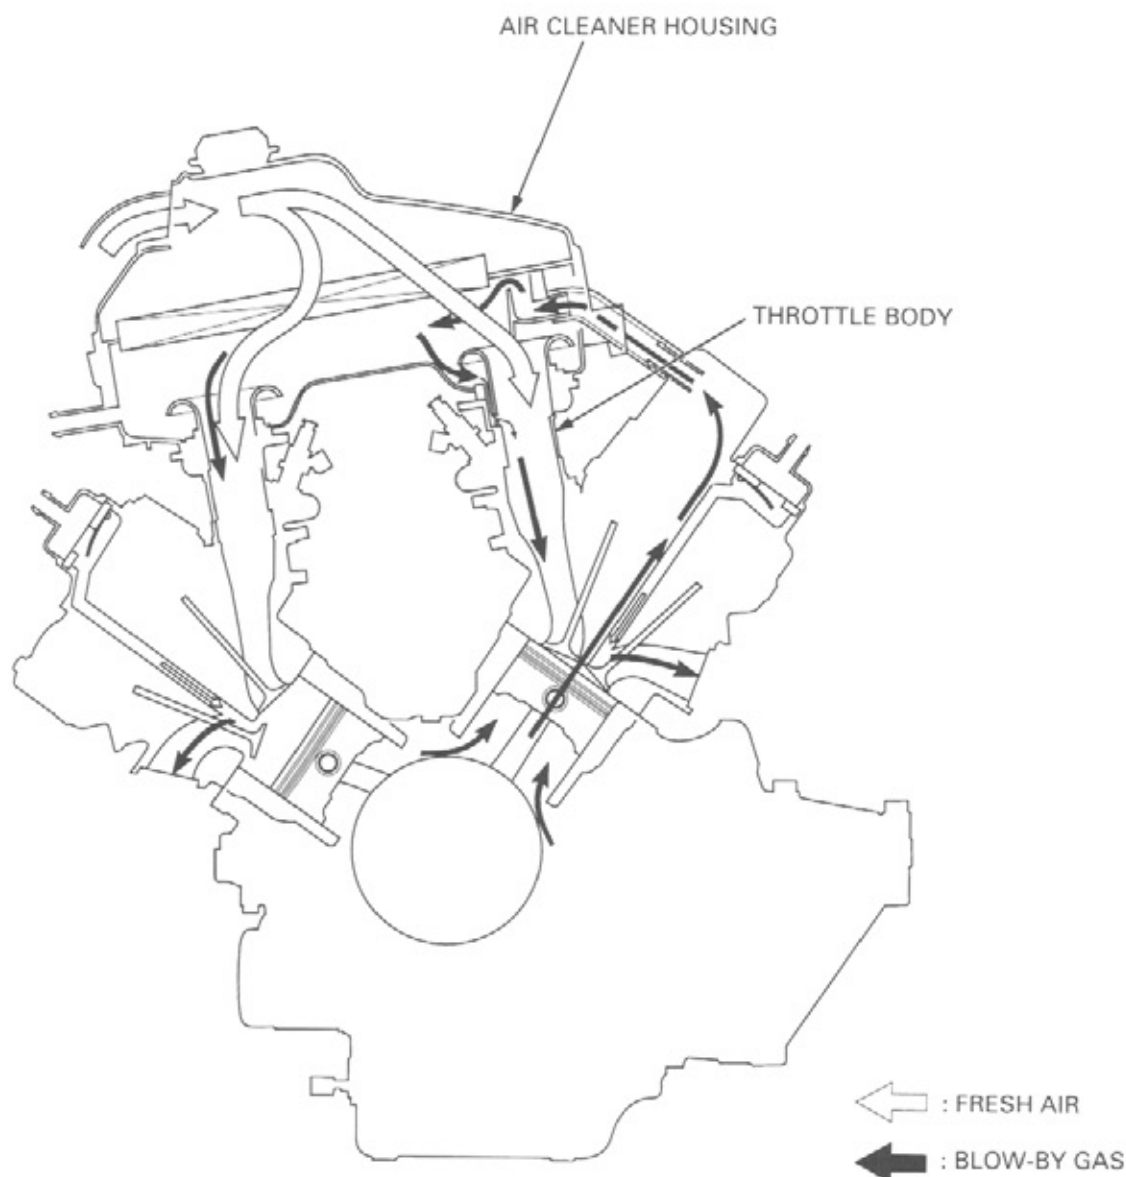 AIR CLEANER HOUSING
THROTTLE BODY
: FRESH AIR
: BLOW-BY GAS